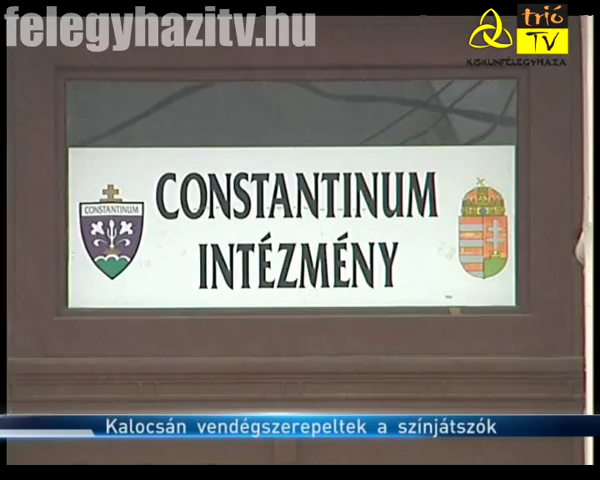 felegyhazitv.hu
trió
TV
KISKUNFÉLEGYHÁZA
CONSTANTINUM
CONSTANTINUM
INTÉZMÉNY
Kalocsán vendégszerepeltek a színjátszók